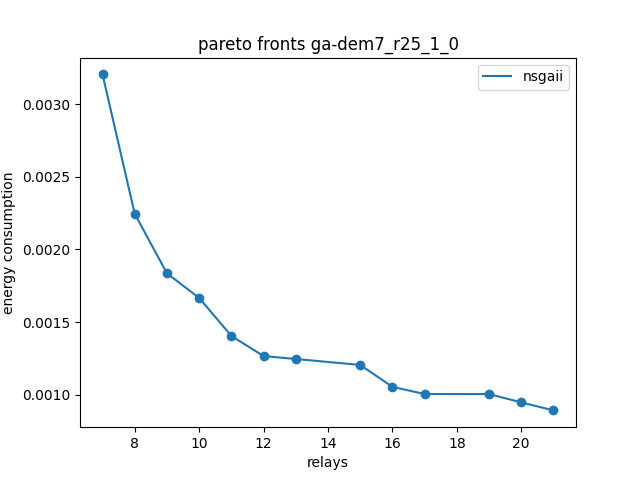 pareto fronts ga-dem7_r25_1_0
nsgaii
energy consumption
0.0030
0.0025
0.0020
0.0015
0.0010
8 10 12 14 16 18 20
relays